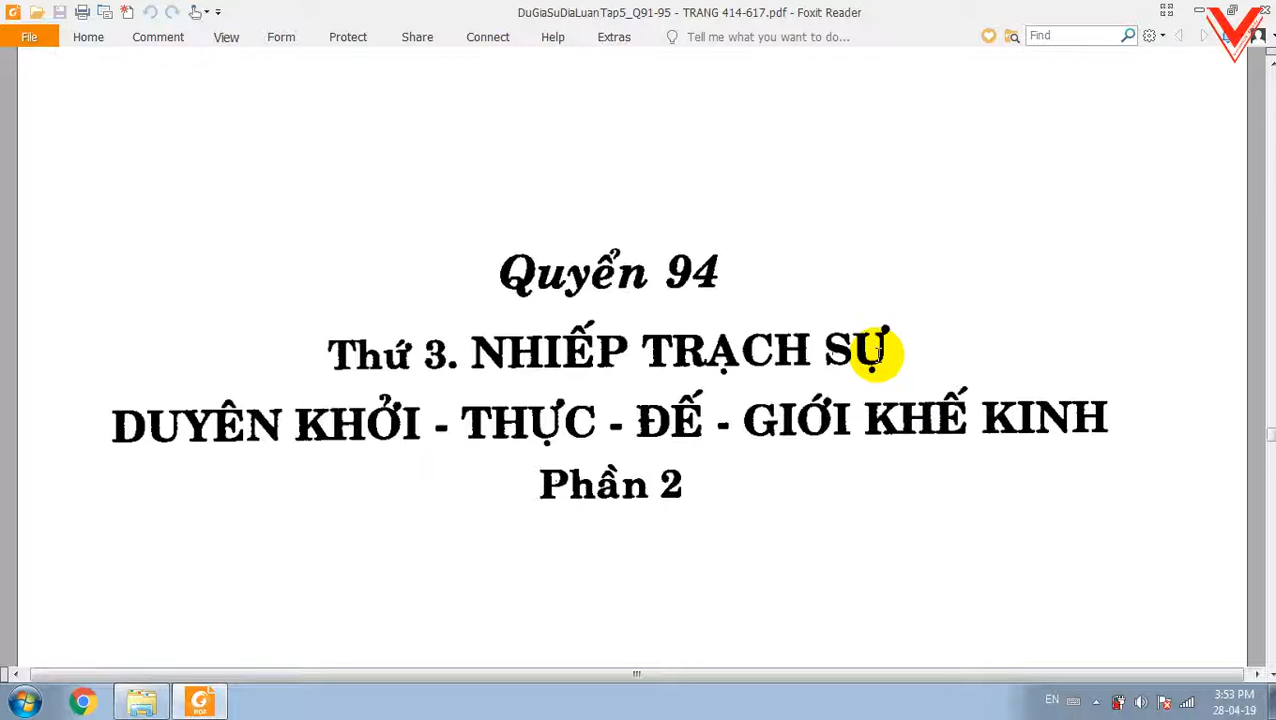 DuGiaSuDiaLuanTap5_Q91-95 - TRANG 414-617.pdf - Foxit Reader
File Home Comment View Form Protect Share Connect Help Extras Tell me what you want to do... Find
Quyển 94
Thứ 3. NHIẾP TRẠCH SỰ
DUYÊN KHỞI - THỰC - ĐẾ - GIỚI KHẾ KINH
Phần 2
EN
3:53 PM
28-04-19